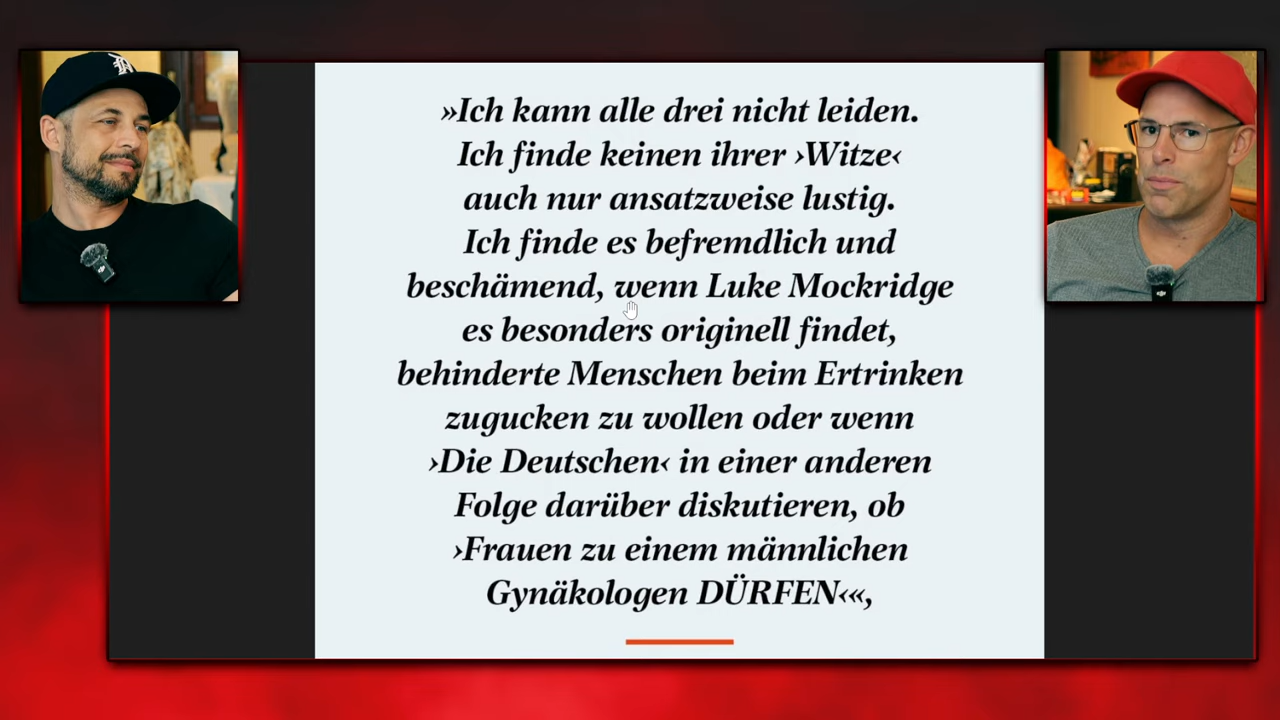 »Ich kann alle drei nicht leiden.
Ich finde keinen ihrer ›Witze‹
auch nur ansatzweise lustig.
Ich finde es befremdlich und
beschämend, wenn Luke Mockridge
es besonders originell findet,
behinderte Menschen beim Ertrinken
zugucken zu wollen oder wenn
›Die Deutschen‹ in einer anderen
Folge darüber diskutieren, ob
›Frauen zu einem männlichen
Gynäkologen DÜRFEN‹«,